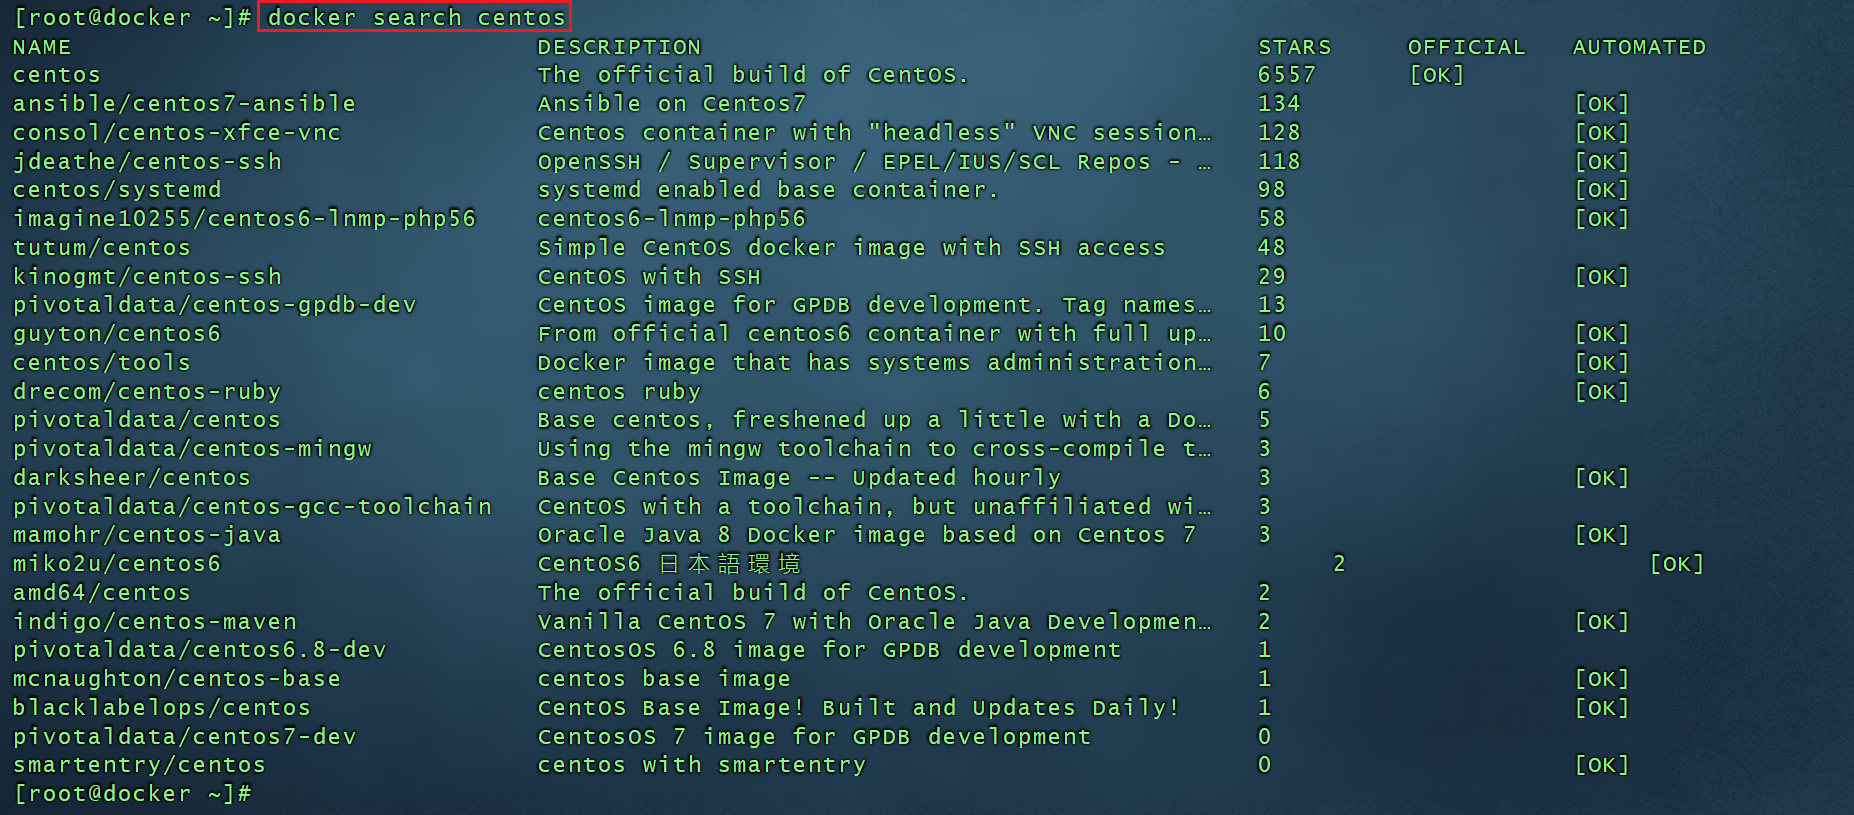 [root@docker ~]# docker search centos
NAME DESCRIPTION STARS OFFICIAL AUTOMATED
centos The official build of CentOS. 6557 [OK]
ansible/centos7-ansible Ansible on Centos7 134 [OK]
consol/centos-xfce-vnc Centos container with "headless" VNC session… 128 [OK]
jdeathe/centos-ssh OpenSSH / Supervisor / EPEL/IUS/SCL Repos - … 118 [OK]
centos/systemd systemd enabled base container. 98 [OK]
imagine10255/centos6-lnmp-php56 centos6-lnmp-php56 58 [OK]
tutum/centos Simple CentOS docker image with SSH access 48
kinogmt/centos-ssh CentOS with SSH 29 [OK]
pivotaldata/centos-gpdb-dev CentOS image for GPDB development. Tag names… 13
guyton/centos6 From official centos6 container with full up… 10 [OK]
centos/tools Docker image that has systems administration… 7 [OK]
drecom/centos-ruby centos ruby 6 [OK]
pivotaldata/centos Base centos, freshened up a little with a Do… 5
pivotaldata/centos-mingw Using the mingw toolchain to cross-compile t… 3
darksheer/centos Base Centos Image -- Updated hourly 3 [OK]
pivotaldata/centos-gcc-toolchain CentOS with a toolchain, but unaffiliated wi… 3
mamohr/centos-java Oracle Java 8 Docker image based on Centos 7 3 [OK]
miko2u/centos6 CentOS6 日本語環境 2 [OK]
amd64/centos The official build of CentOS. 2
indigo/centos-maven Vanilla CentOS 7 with Oracle Java Developmen… 2 [OK]
pivotaldata/centos6.8-dev CentosOS 6.8 image for GPDB development 1
mcnaughton/centos-base centos base image 1 [OK]
blacklabelops/centos CentOS Base Image! Built and Updates Daily! 1 [OK]
pivotaldata/centos7-dev CentosOS 7 image for GPDB development 0
smartentry/centos centos with smartentry 0 [OK]
[root@docker ~]#